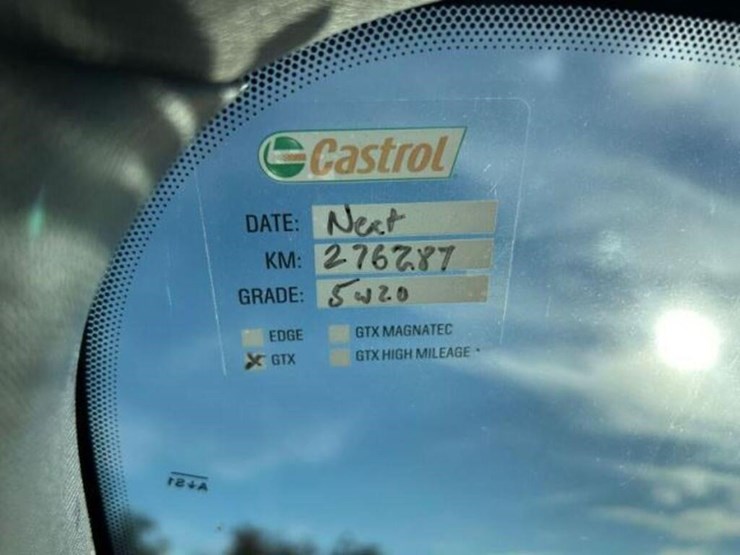 Castrol
DATE: Next
KM: 276287
GRADE: 5w20
EDGE GTX MAGNATEC
GTX GTX HIGH MILEAGE